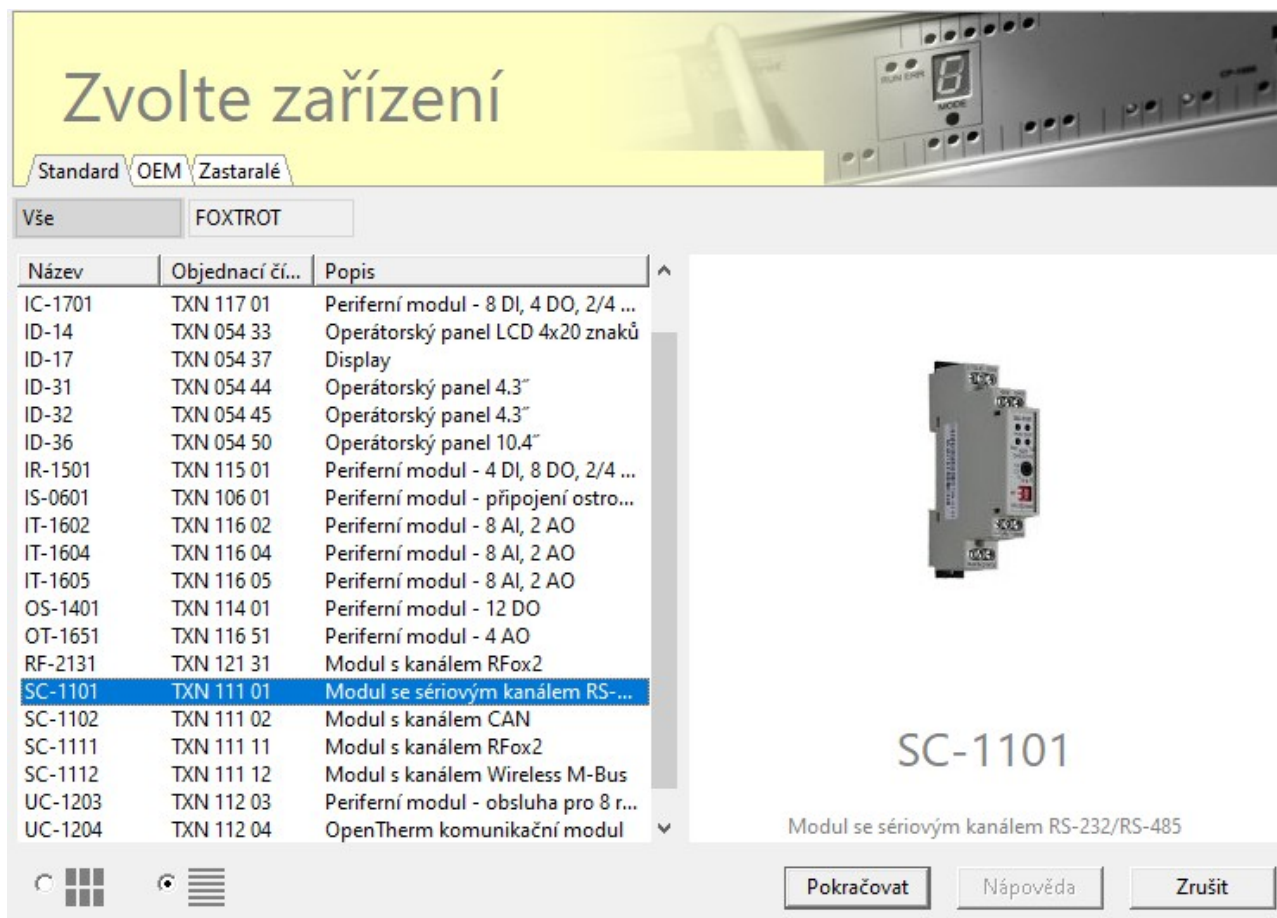 Zvolte zařízení
RUN ERR
MODE
Standard OEM Zastaralé
Vše FOXTROT
Název Objednací čí... Popis
IC-1701 TXN 117 01 Periferní modul - 8 DI, 4 DO, 2/4 ...
ID-14 TXN 054 33 Operátorský panel LCD 4x20 znaků
ID-17 TXN 054 37 Display
ID-31 TXN 054 44 Operátorský panel 4.3˝
ID-32 TXN 054 45 Operátorský panel 4.3˝
ID-36 TXN 054 50 Operátorský panel 10.4˝
IR-1501 TXN 115 01 Periferní modul - 4 DI, 8 DO, 2/4 ...
IS-0601 TXN 106 01 Periferní modul - připojení ostro...
IT-1602 TXN 116 02 Periferní modul - 8 AI, 2 AO
IT-1604 TXN 116 04 Periferní modul - 8 AI, 2 AO
IT-1605 TXN 116 05 Periferní modul - 8 AI, 2 AO
OS-1401 TXN 114 01 Periferní modul - 12 DO
OT-1651 TXN 116 51 Periferní modul - 4 AO
RF-2131 TXN 121 31 Modul s kanálem RFox2
SC-1101 TXN 111 01 Modul se sériovým kanálem RS-...
SC-1102 TXN 111 02 Modul s kanálem CAN
SC-1111 TXN 111 11 Modul s kanálem RFox2
SC-1112 TXN 111 12 Modul s kanálem Wireless M-Bus
UC-1203 TXN 112 03 Periferní modul - obsluha pro 8 r...
UC-1204 TXN 112 04 OpenTherm komunikační modul
SC-1101
Modul se sériovým kanálem RS-232/RS-485
Pokračovat Nápověda Zrušit